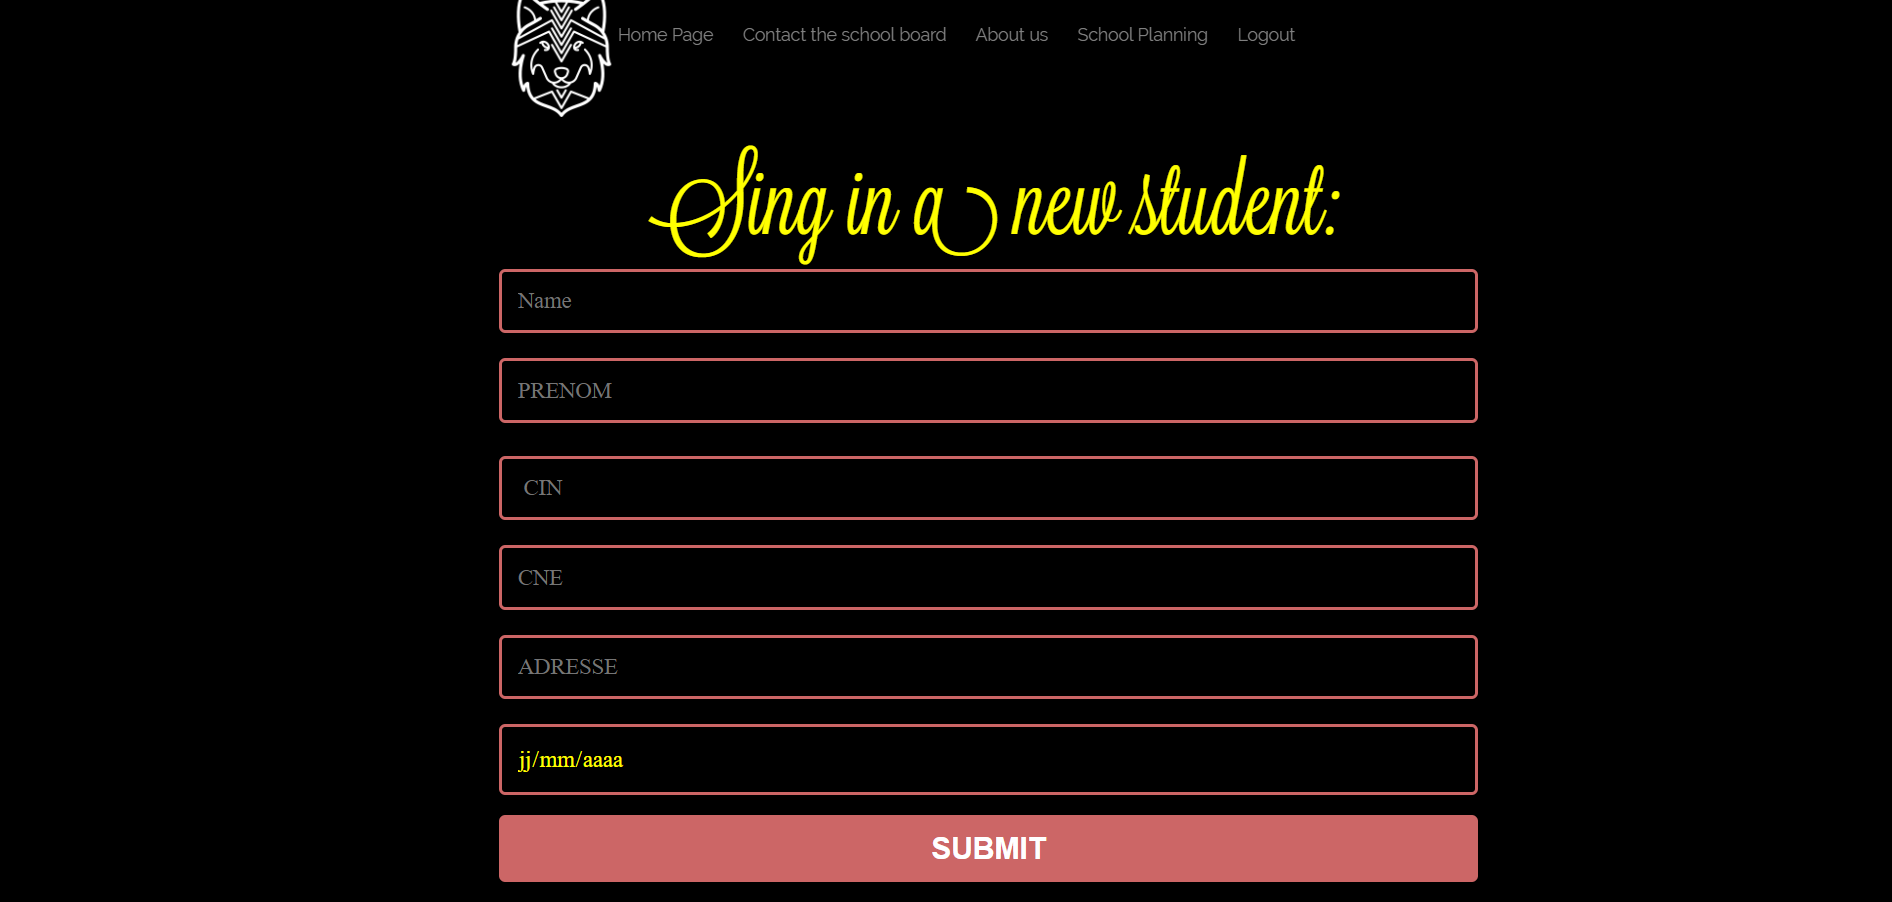 Home Page Contact the school board About us School Planning Logout
Sing in a new student:
Name
PRENOM
CIN
CNE
ADRESSE
jj/mm/aaaa
SUBMIT